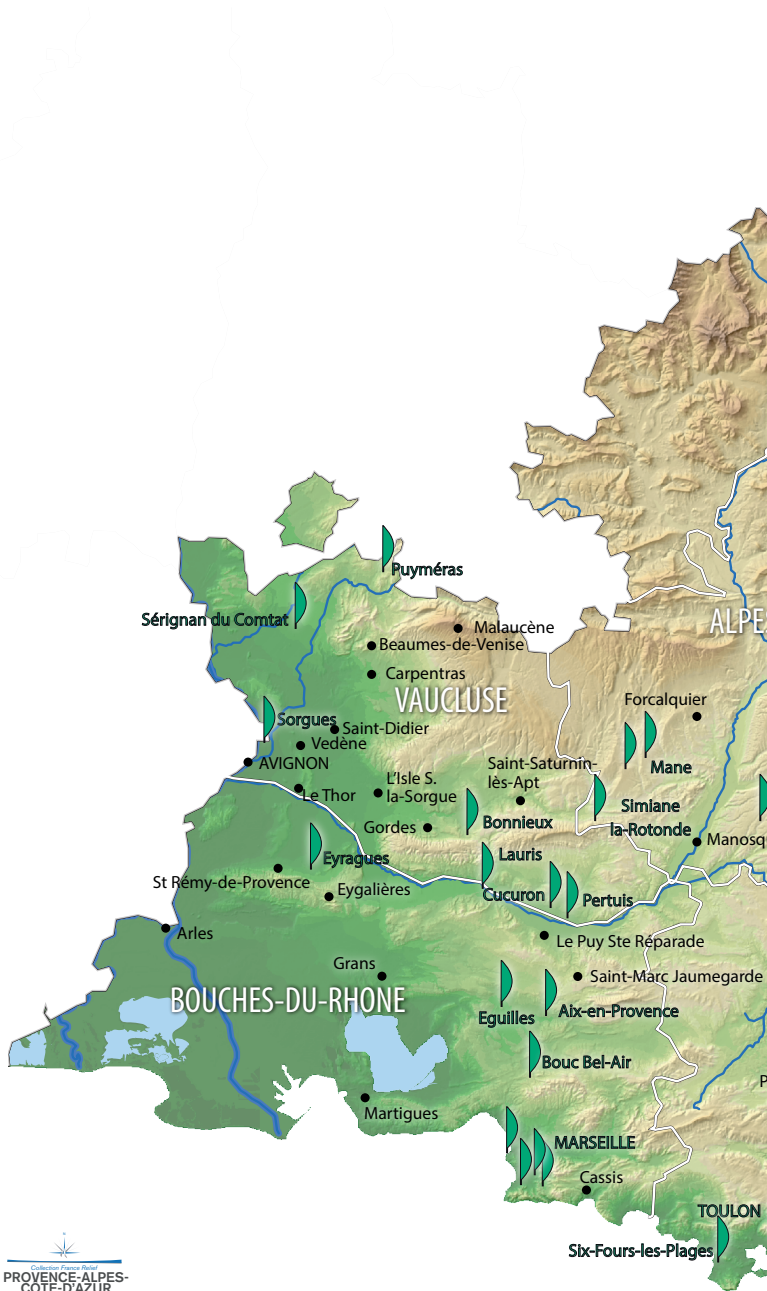 Puyméras
Sérignan du Comtat
Malaucène
ALPE
Beaumes-de-Venise
Carpentras
VAUCLUSE
Forcalquier
Sorgues
Saint-Didier
Vedène
AVIGNON
Mane
Saint-Saturnin-
lès-Apt
L'Isle S.
la-Sorgue
Le Thor
Simiane
la-Rotonde
Gordes
Bonnieux
Manosq
Eyragues
Lauris
St Rémy-de-Provence
Eygalières
Cucuron
Pertuis
Arles
Le Puy Ste Réparade
Grans
Saint-Marc Jaumegarde
BOUCHES-DU-RHONE
Eguilles
Aix-en-Provence
Bouc Bel-Air
P
Martigues
MARSEILLE
Cassis
TOULON
Six-Fours-les-Plages
Collection France Relief
PROVENCE-ALPES-
COTE-D'AZUR